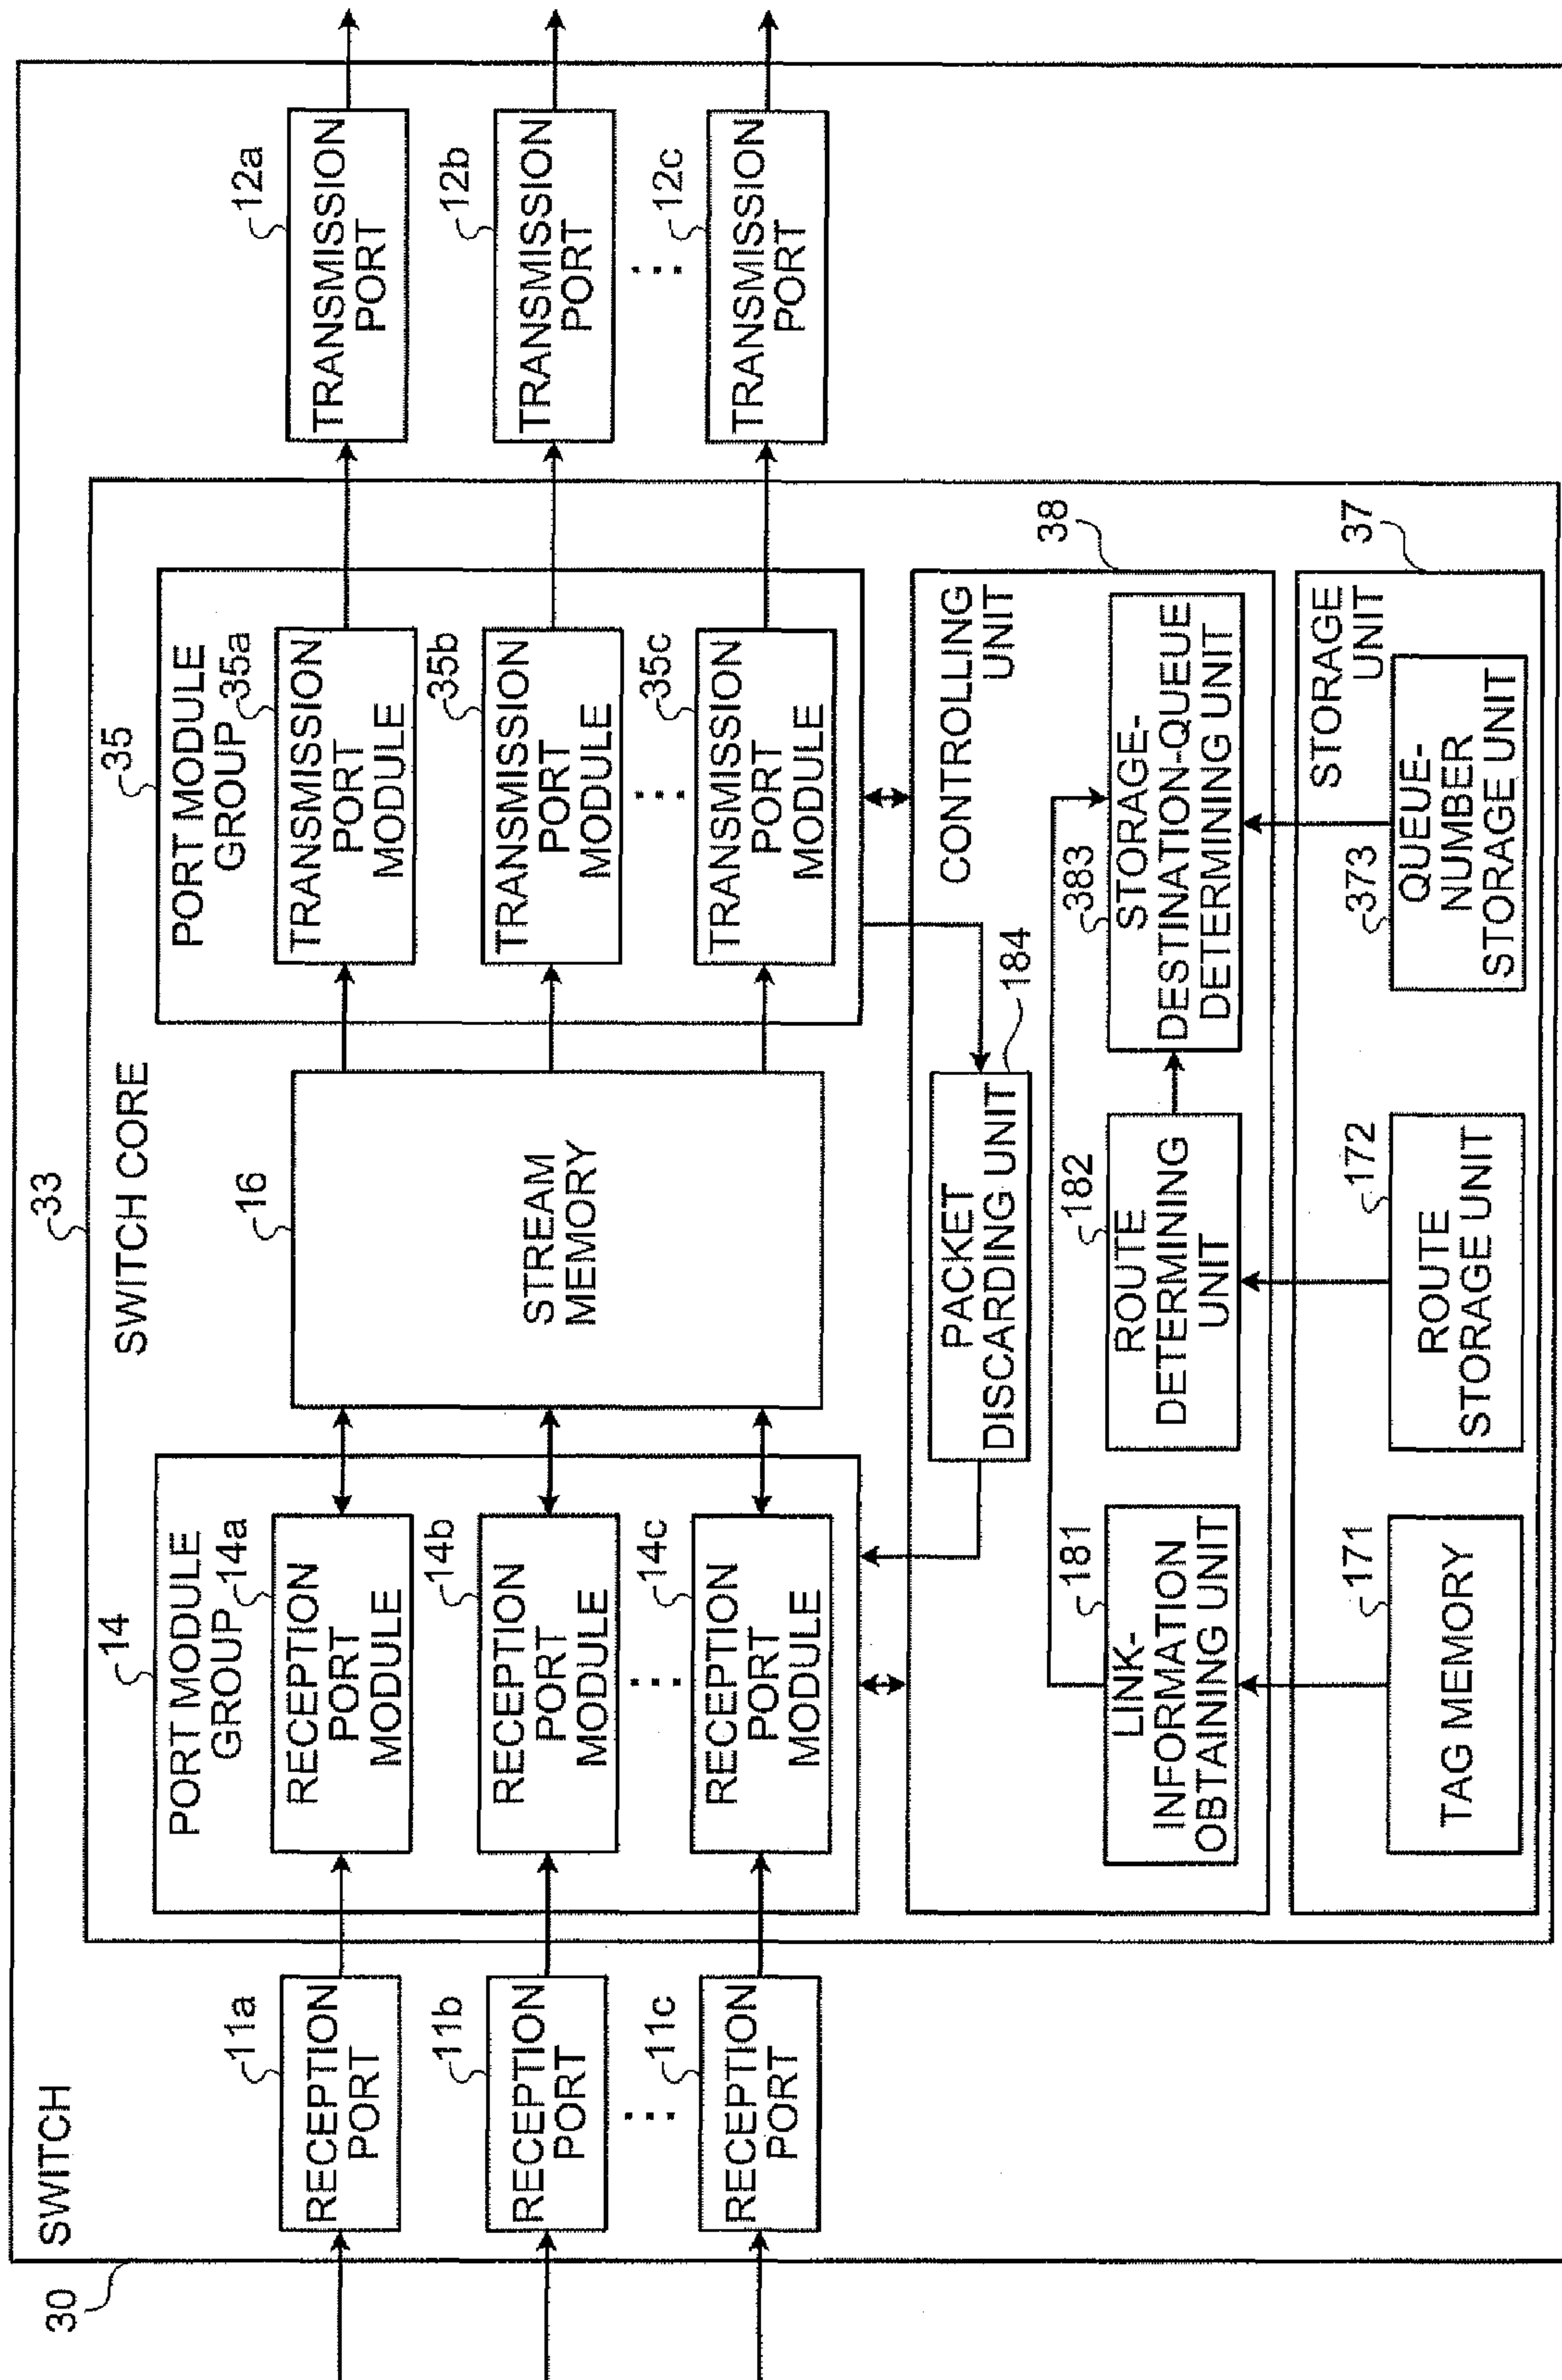 30
SWITCH
33
SWITCH CORE
11a
RECEPTION
PORT
11b
RECEPTION
PORT
...
11c
RECEPTION
PORT
14
PORT MODULE
GROUP
14a
RECEPTION
PORT
MODULE
14b
RECEPTION
PORT
MODULE
...
14c
RECEPTION
PORT
MODULE
16
STREAM
MEMORY
35
PORT MODULE
GROUP
35a
TRANSMISSION
PORT
MODULE
35b
TRANSMISSION
PORT
MODULE
...
35c
TRANSMISSION
PORT
MODULE
12a
TRANSMISSION
PORT
12b
TRANSMISSION
PORT
...
12c
TRANSMISSION
PORT
PACKET
DISCARDING UNIT
184
CONTROLLING
UNIT
38
181
LINK-
INFORMATION
OBTAINING UNIT
182
ROUTE
DETERMINING
UNIT
383
STORAGE-
DESTINATION-QUEUE
DETERMINING UNIT
STORAGE
UNIT
37
171
TAG MEMORY
172
ROUTE
STORAGE UNIT
373
QUEUE-
NUMBER
STORAGE UNIT